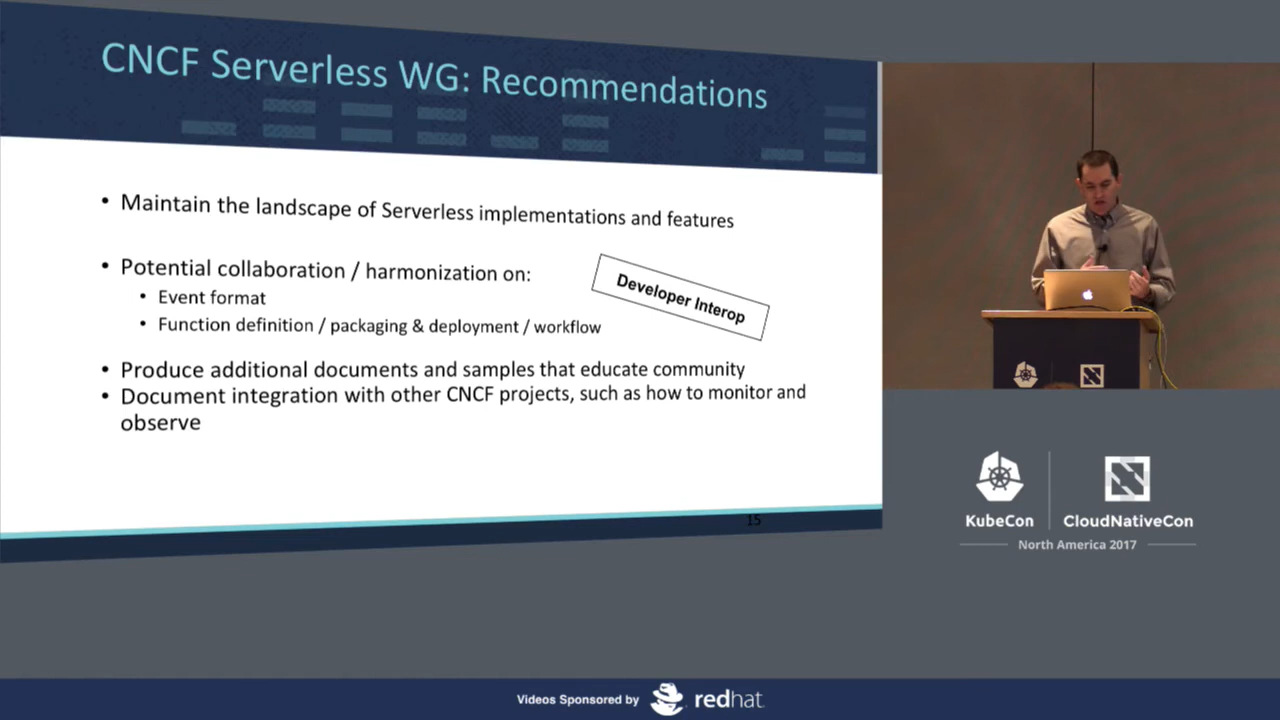 CNCF Serverless WG: Recommendations
• Maintain the landscape of Serverless implementations and features
• Potential collaboration / harmonization on:
• Event format
• Function definition / packaging & deployment / workflow
Developer Interop
• Produce additional documents and samples that educate community
• Document integration with other CNCF projects, such as how to monitor and
observe
15
KubeCon
CloudNativeCon
North America 2017
Videos Sponsored by
redhat